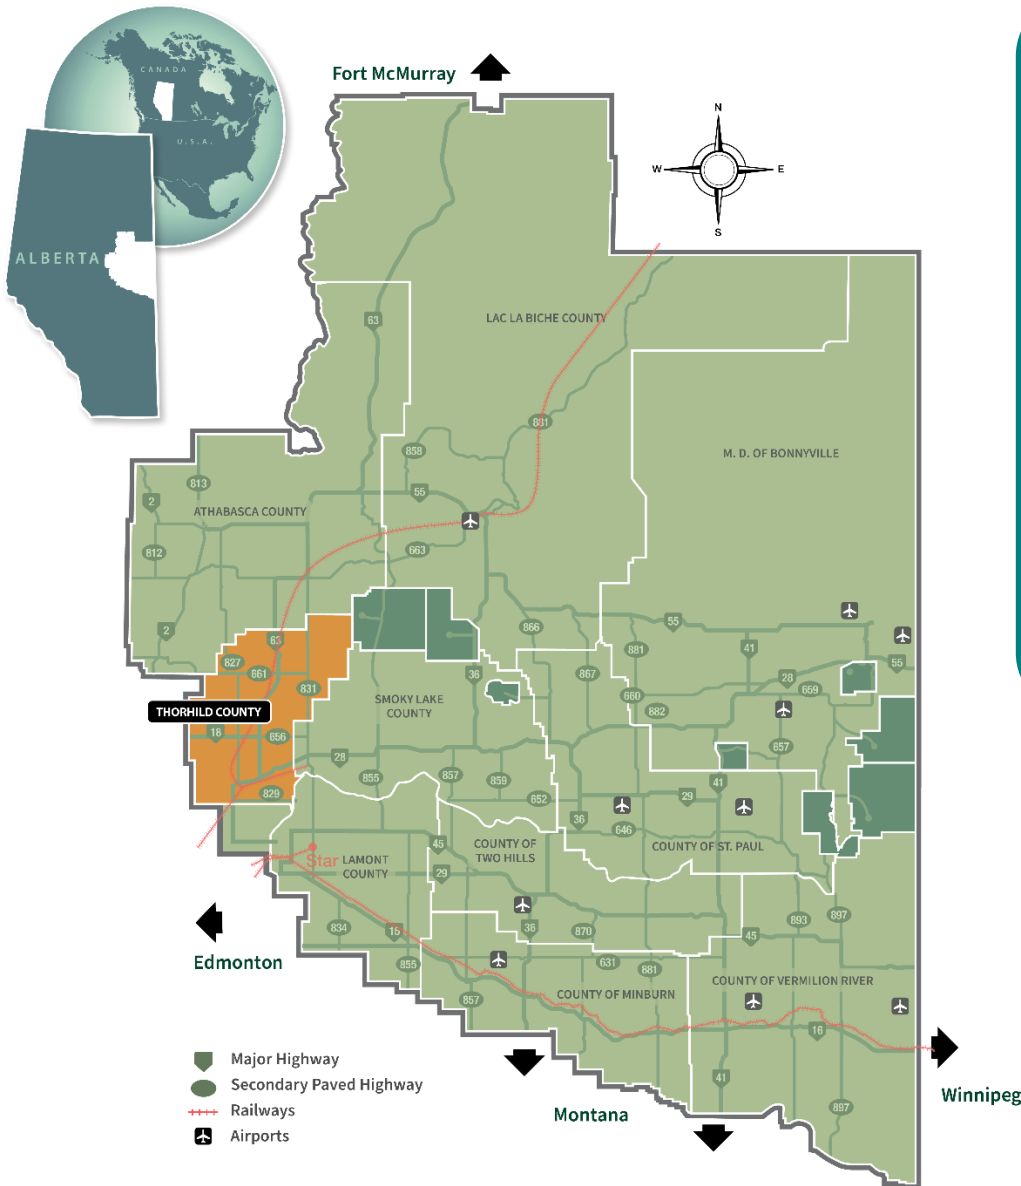 Fort McMurray
CANADA
U.S.A.
N
W
E
S
ALBERTA
LAC LA BICHE COUNTY
63
881
858
M. D. OF BONNYVILLE
813
55
2
ATHABASCA COUNTY
812
663
2
63
866
55
881
41
827
661
831
36
867
28
55
SMOKY LAKE
COUNTY
660
659
882
THORHILD COUNTY
18
656
857
28
855
857
859
41
829
652
29
36
646
45
COUNTY OF
TWO HILLS
COUNTY OF ST. PAUL
Star
LAMONT
COUNTY
29
834
15
36
870
45
893
897
855
631
881
COUNTY OF VERMILION RIVER
Edmonton
857
COUNTY OF MINBURN
16
Major Highway
41
Secondary Paved Highway
Winnipeg
Railways
Montana
897
Airports